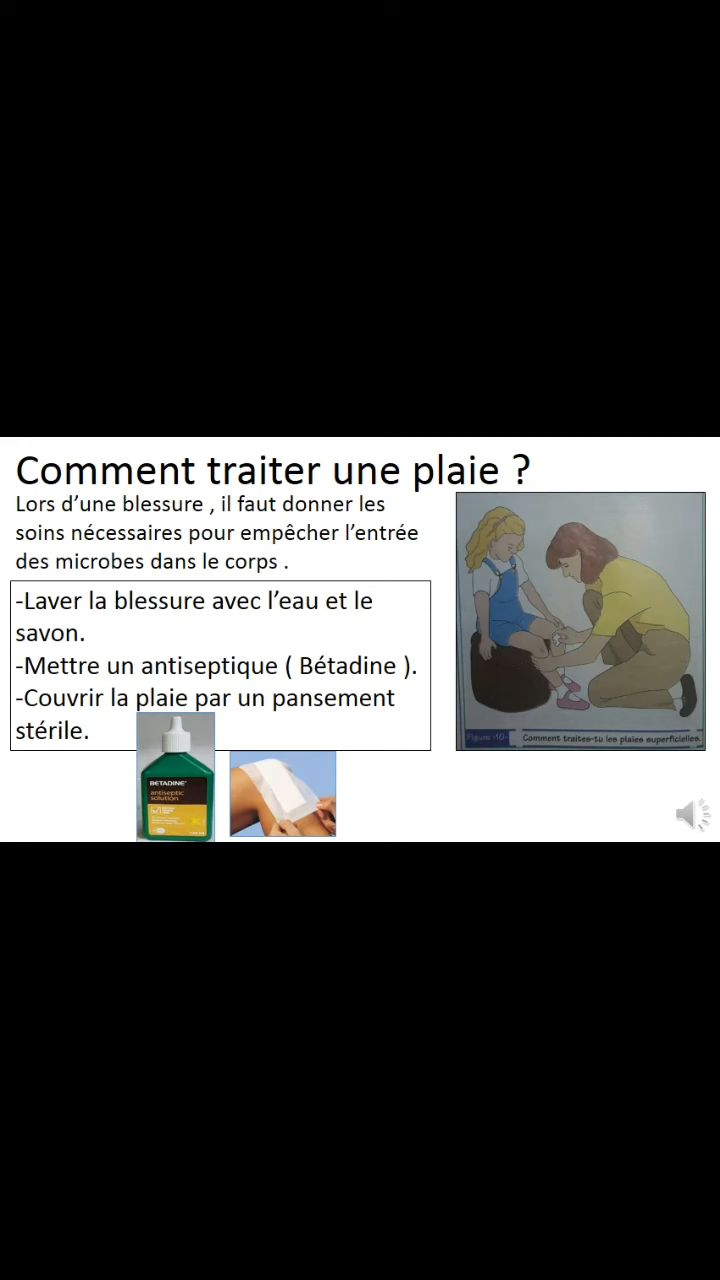 Comment traiter une plaie ?
Lors d’une blessure , il faut donner les
soins nécessaires pour empêcher l’entrée
des microbes dans le corps .
-Laver la blessure avec l’eau et le
savon.
-Mettre un antiseptique ( Bétadine ).
-Couvrir la plaie par un pansement
stérile.
BETADINE
antiseptic
solution
Figure -10- Comment traites-tu les plaies superficielles.